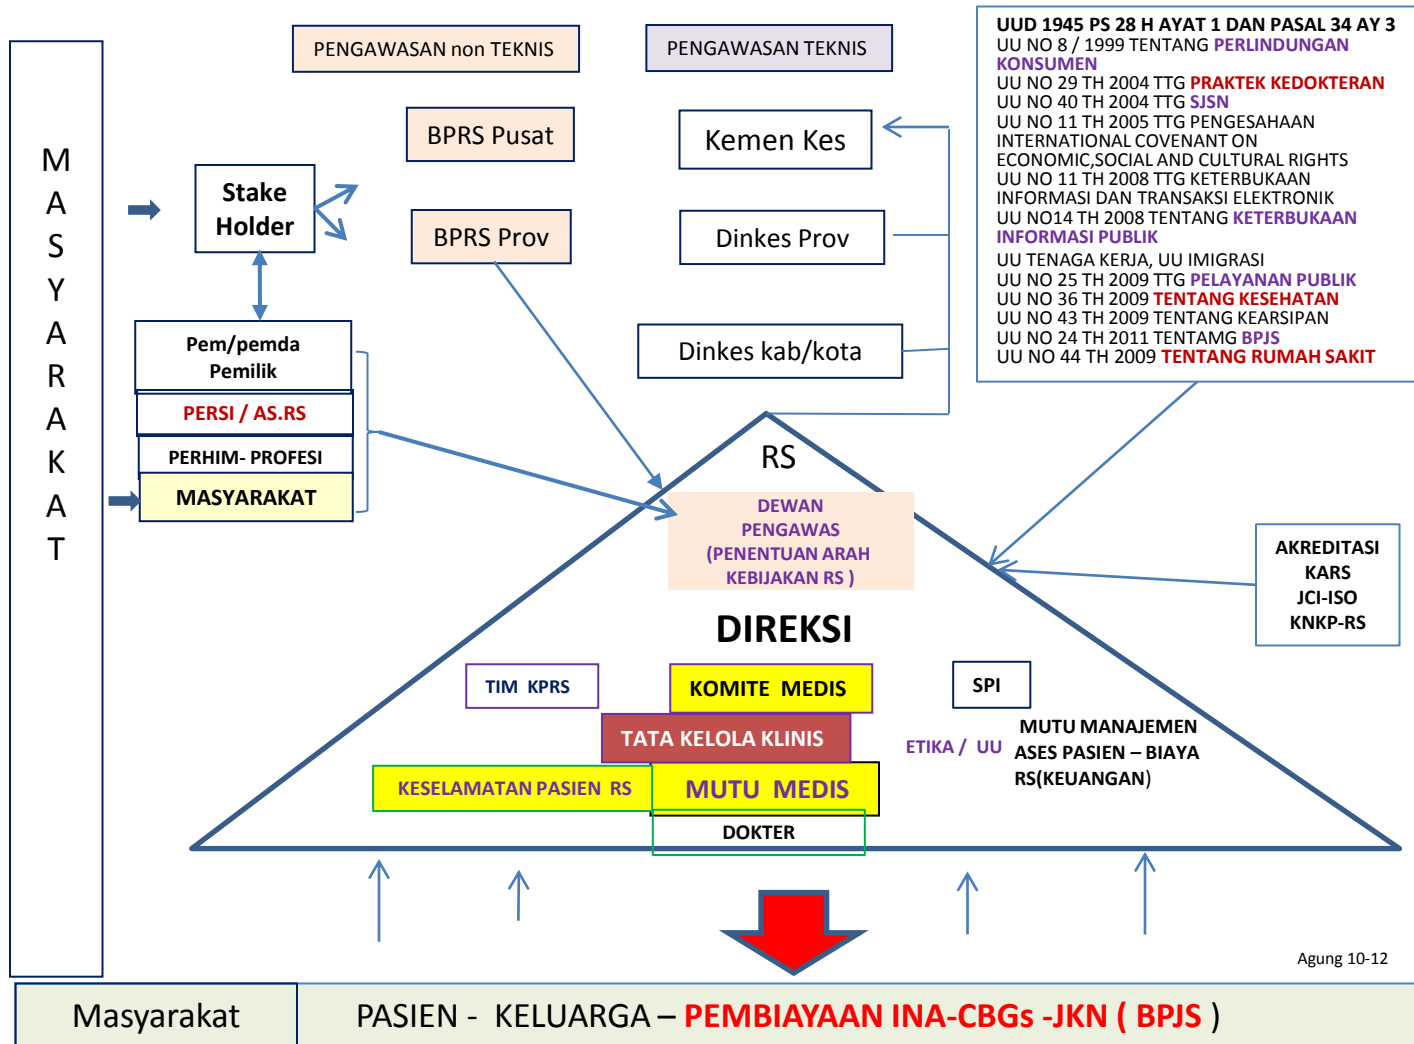 M
A
S
Y
A
R
A
K
A
T
PENGAWASAN non TEKNIS
PENGAWASAN TEKNIS
UUD 1945 PS 28 H AYAT 1 DAN PASAL 34 AY 3
UU NO 8 / 1999 TENTANG PERLINDUNGAN
KONSUMEN
UU NO 29 TH 2004 TTG PRAKTEK KEDOKTERAN
UU NO 40 TH 2004 TTG SJSN
UU NO 11 TH 2005 TTG PENGESAHAAN
INTERNATIONAL COVENANT ON
ECONOMIC,SOCIAL AND CULTURAL RIGHTS
UU NO 11 TH 2008 TTG KETERBUKAAN
INFORMASI DAN TRANSAKSI ELEKTRONIK
UU NO14 TH 2008 TENTANG KETERBUKAAN
INFORMASI PUBLIK
UU TENAGA KERJA, UU IMIGRASI
UU NO 25 TH 2009 TTG PELAYANAN PUBLIK
UU NO 36 TH 2009 TENTANG KESEHATAN
UU NO 43 TH 2009 TENTANG KEARSIPAN
UU NO 24 TH 2011 TENTAMG BPJS
UU NO 44 TH 2009 TENTANG RUMAH SAKIT
BPRS Pusat
Kemen Kes
Stake
Holder
BPRS Prov
Dinkes Prov
Pem/pemda
Pemilik
Dinkes kab/kota
PERSI / AS.RS
PERHIM- PROFESI
MASYARAKAT
RS
DEWAN
PENGAWAS
(PENENTUAN ARAH
KEBIJAKAN RS )
AKREDITASI
KARS
JCI-ISO
KNKP-RS
DIREKSI
TIM KPRS
KOMITE MEDIS
SPI
TATA KELOLA KLINIS
ETIKA / UU
MUTU MANAJEMEN
ASES PASIEN – BIAYA
RS(KEUANGAN)
KESELAMATAN PASIEN RS
MUTU MEDIS
DOKTER
Agung 10-12
Masyarakat
PASIEN - KELUARGA – PEMBIAYAAN INA-CBGs -JKN ( BPJS )